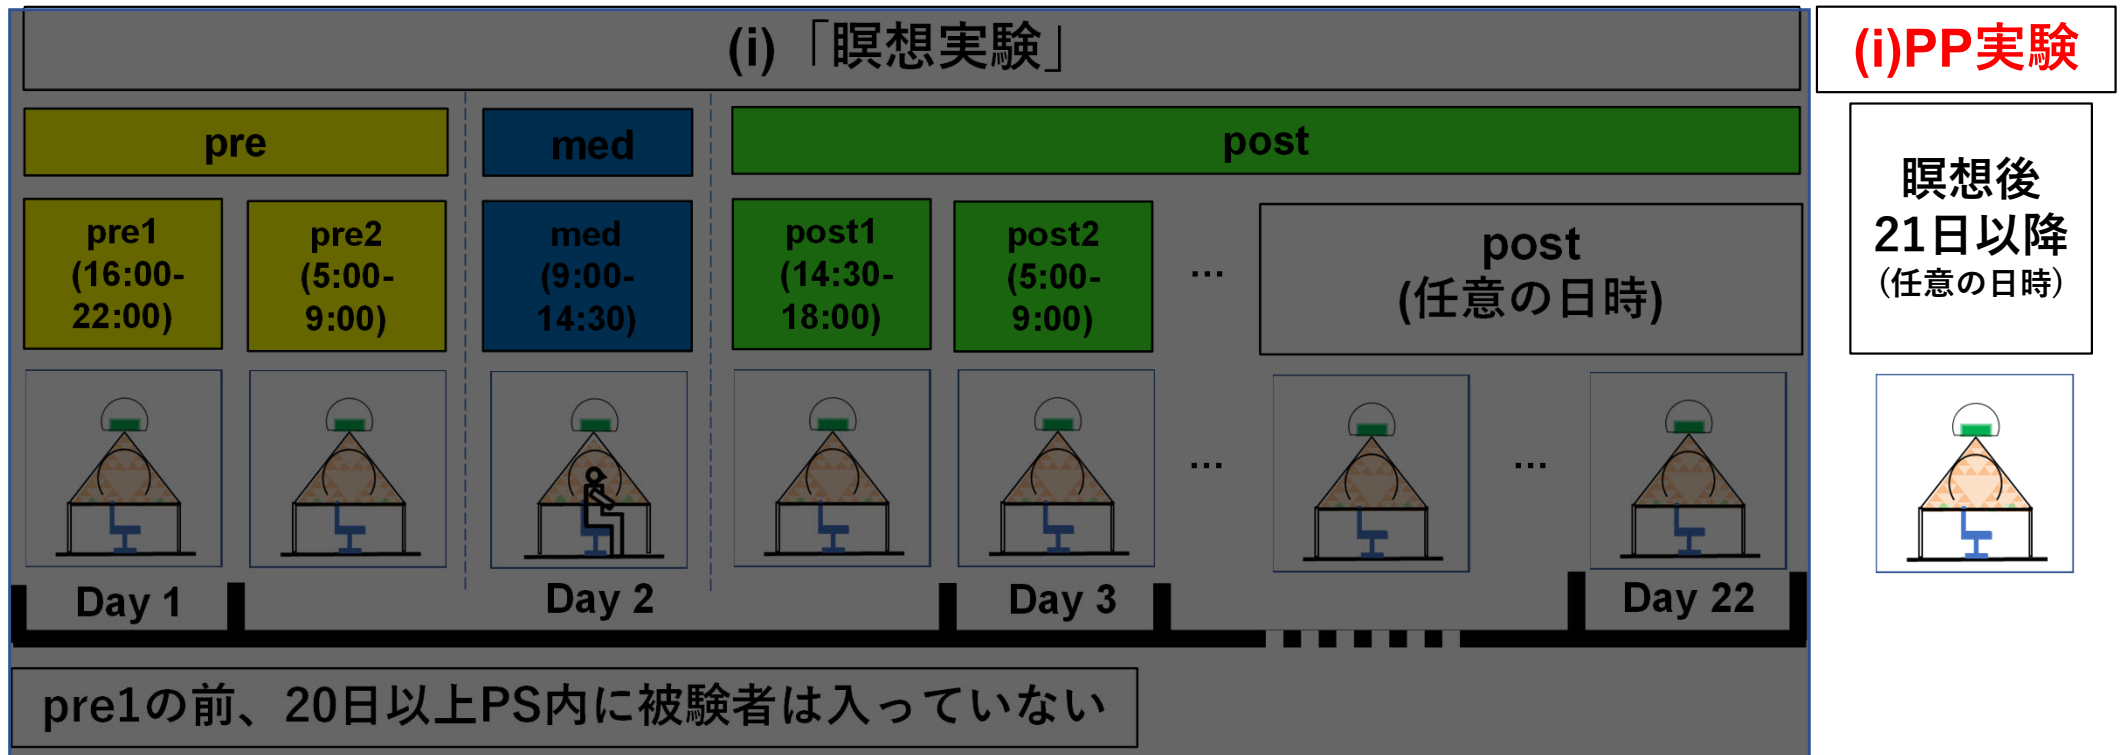 (i)「瞑想実験」
(i)PP実験
pre
med
post
pre1
(16:00-
22:00)
pre2
(5:00-
9:00)
med
(9:00-
14:30)
post1
(14:30-
18:00)
post2
(5:00-
9:00)
...
post
(任意の日時)
瞑想後
21日以降
(任意の日時)
...
...
Day 1
Day 2
Day 3
Day 22
pre1の前、20日以上PS内に被験者は入っていない